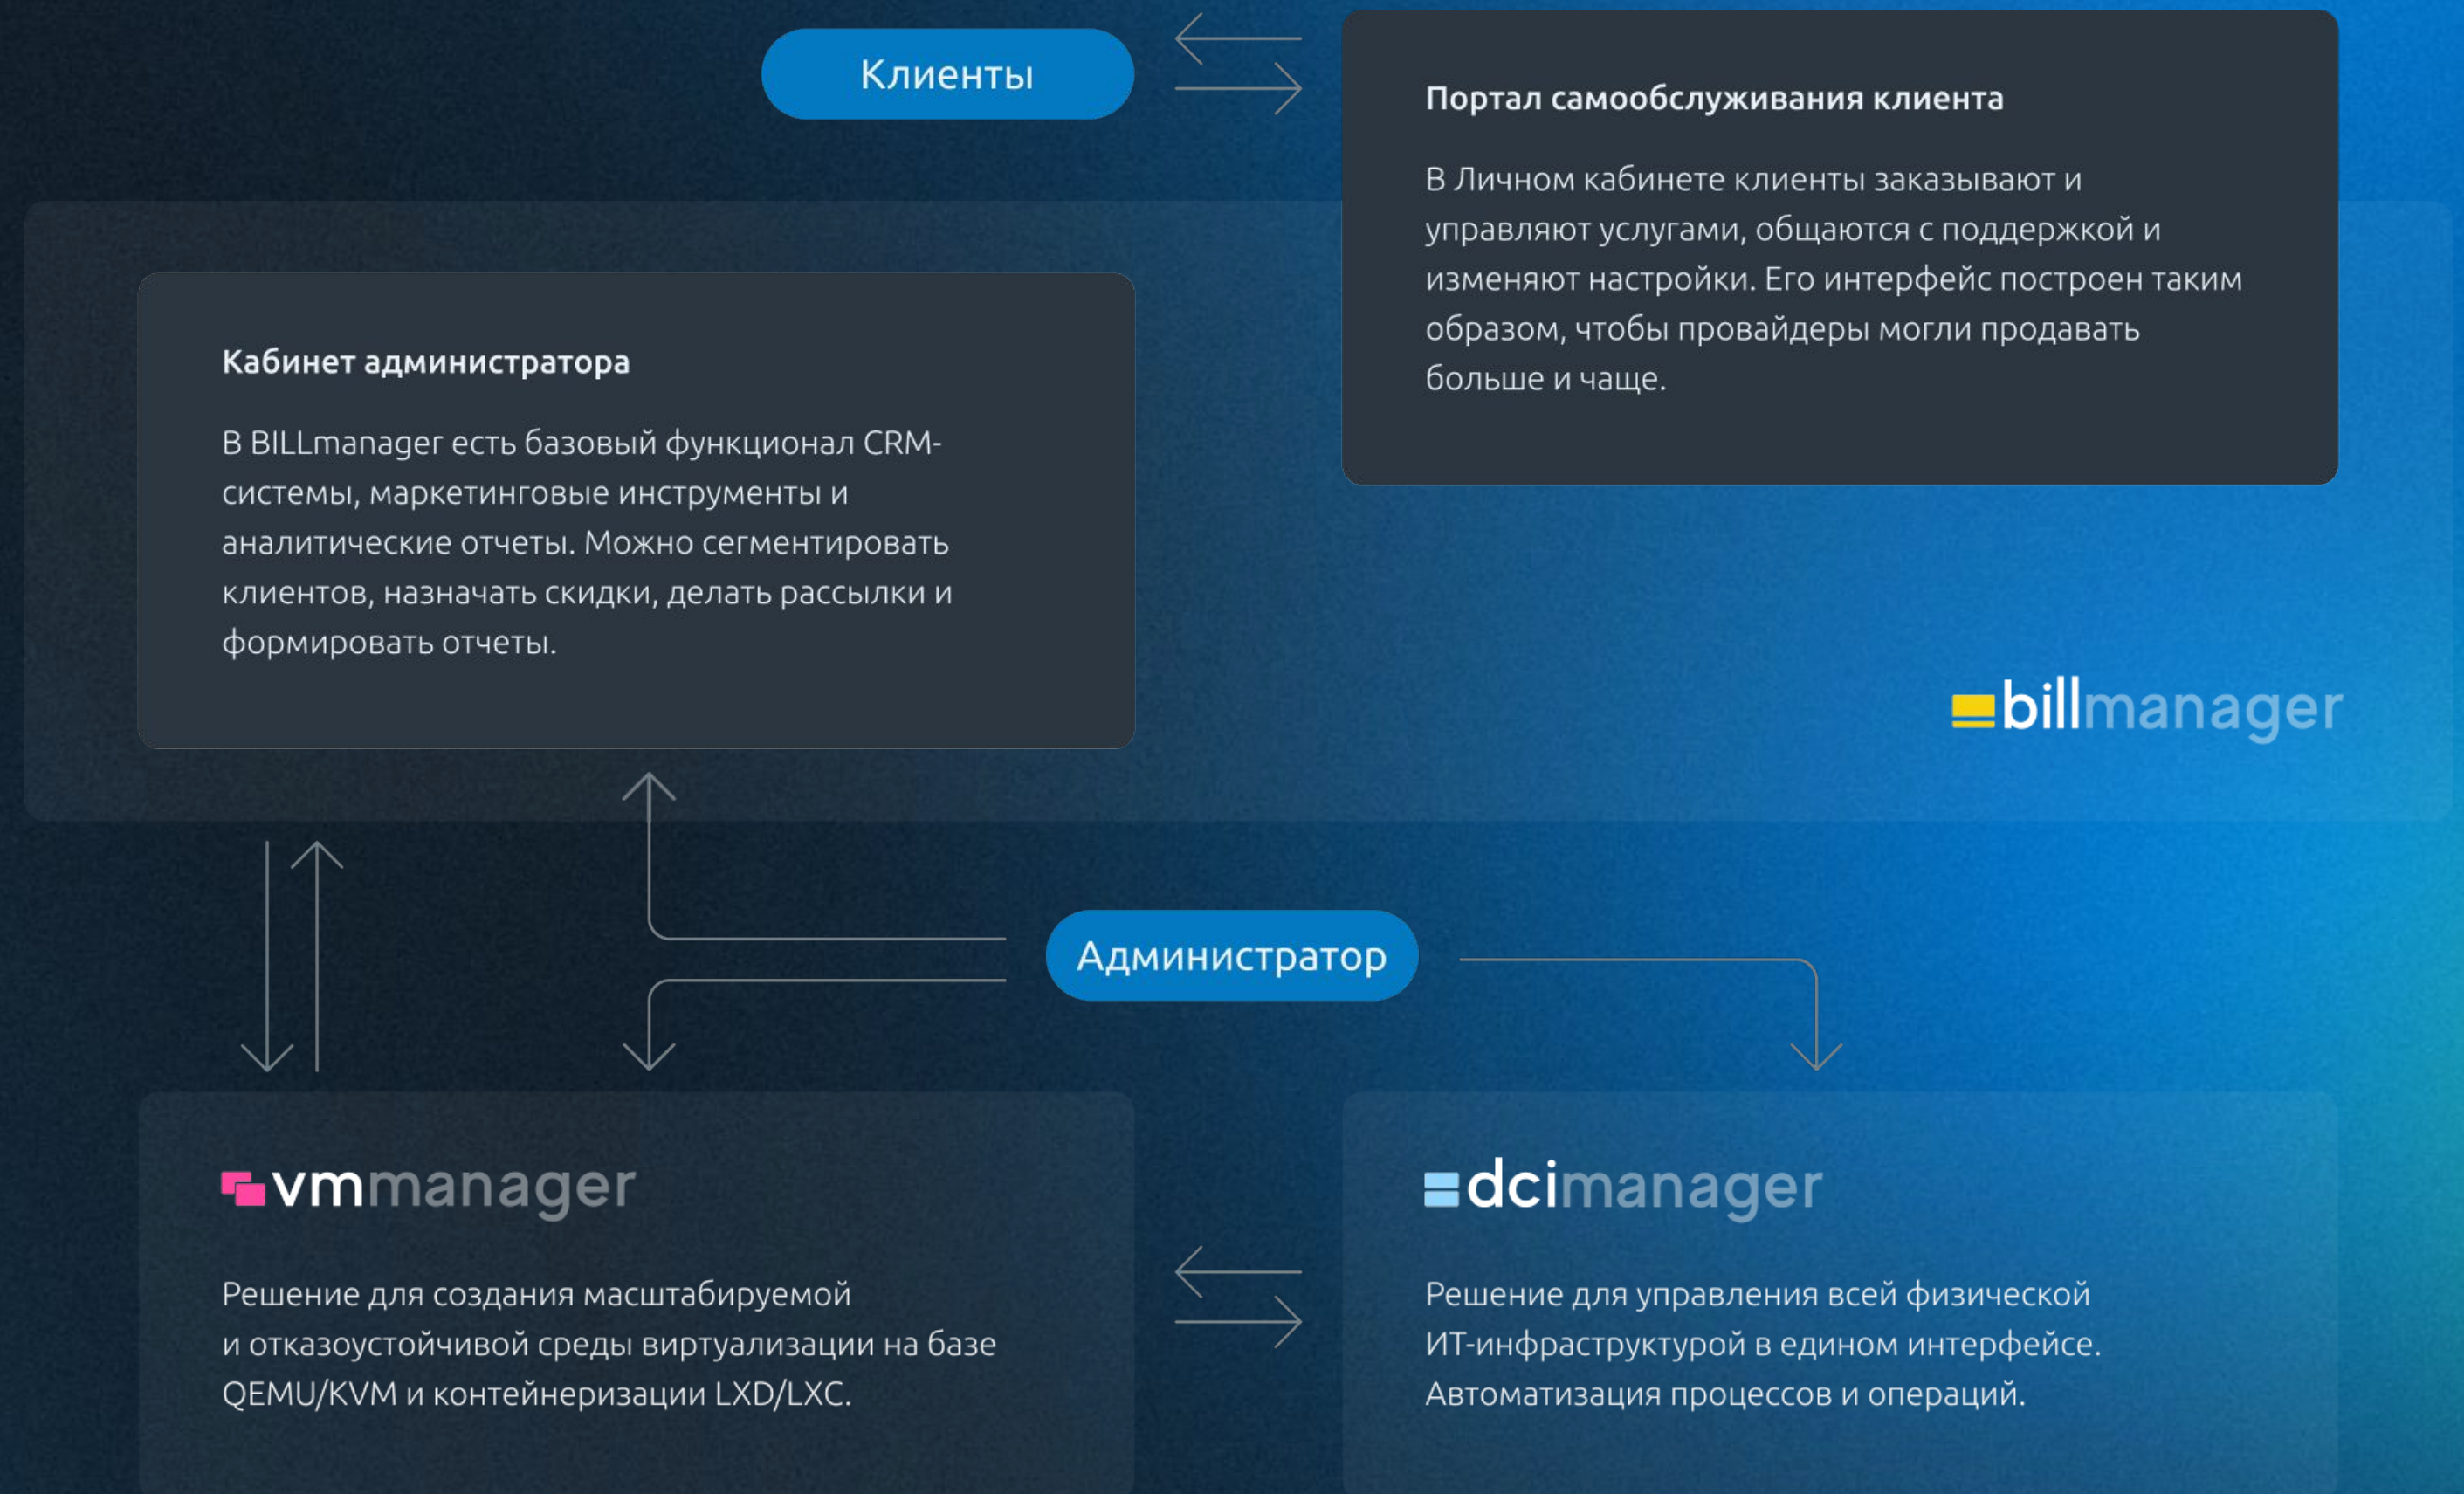 Клиенты
Портал самообслуживания клиента
В Личном кабинете клиенты заказывают и
управляют услугами, общаются с поддержкой и
изменяют настройки. Его интерфейс построен таким
образом, чтобы провайдеры могли продавать
больше и чаще.
Кабинет администратора
В BILLmanager есть базовый функционал CRM-
системы, маркетинговые инструменты и
аналитические отчеты. Можно сегментировать
клиентов, назначать скидки, делать рассылки и
формировать отчеты.
billmanager
Администратор
vmmanager
Решение для создания масштабируемой
и отказоустойчивой среды виртуализации на базе
QEMU/KVM и контейнеризации LXD/LXC.
dcimanager
Решение для управления всей физической
ИТ-инфраструктурой в едином интерфейсе.
Автоматизация процессов и операций.